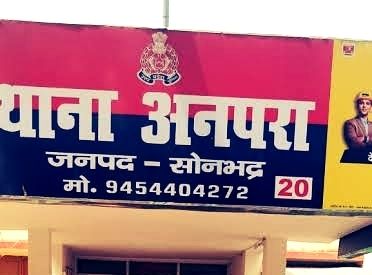 थाना अनपरा
जनपद - सोनभद्र
मो. 9454404272
20